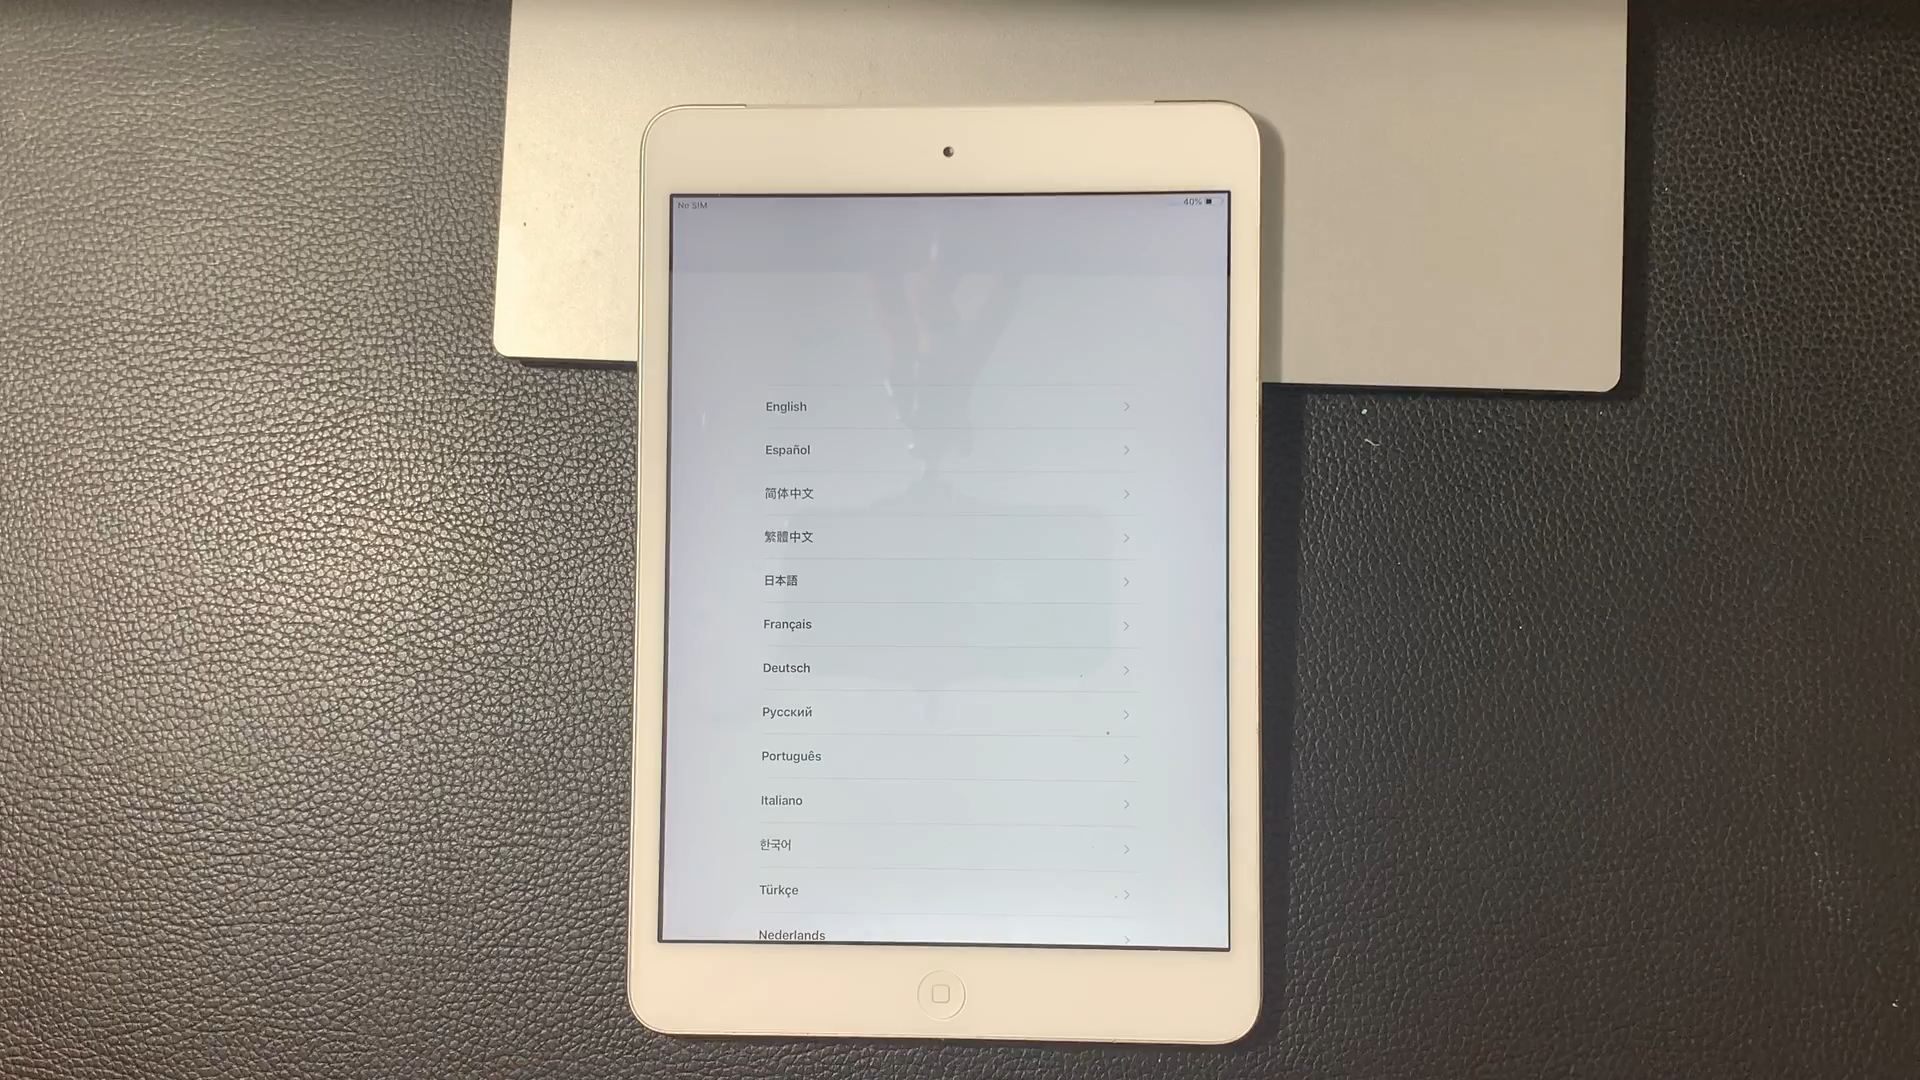 No SIM 40%
English
Español
简体中文
繁體中文
日本語
Français
Deutsch
Русский
Português
Italiano
한국어
Türkçe
Nederlands